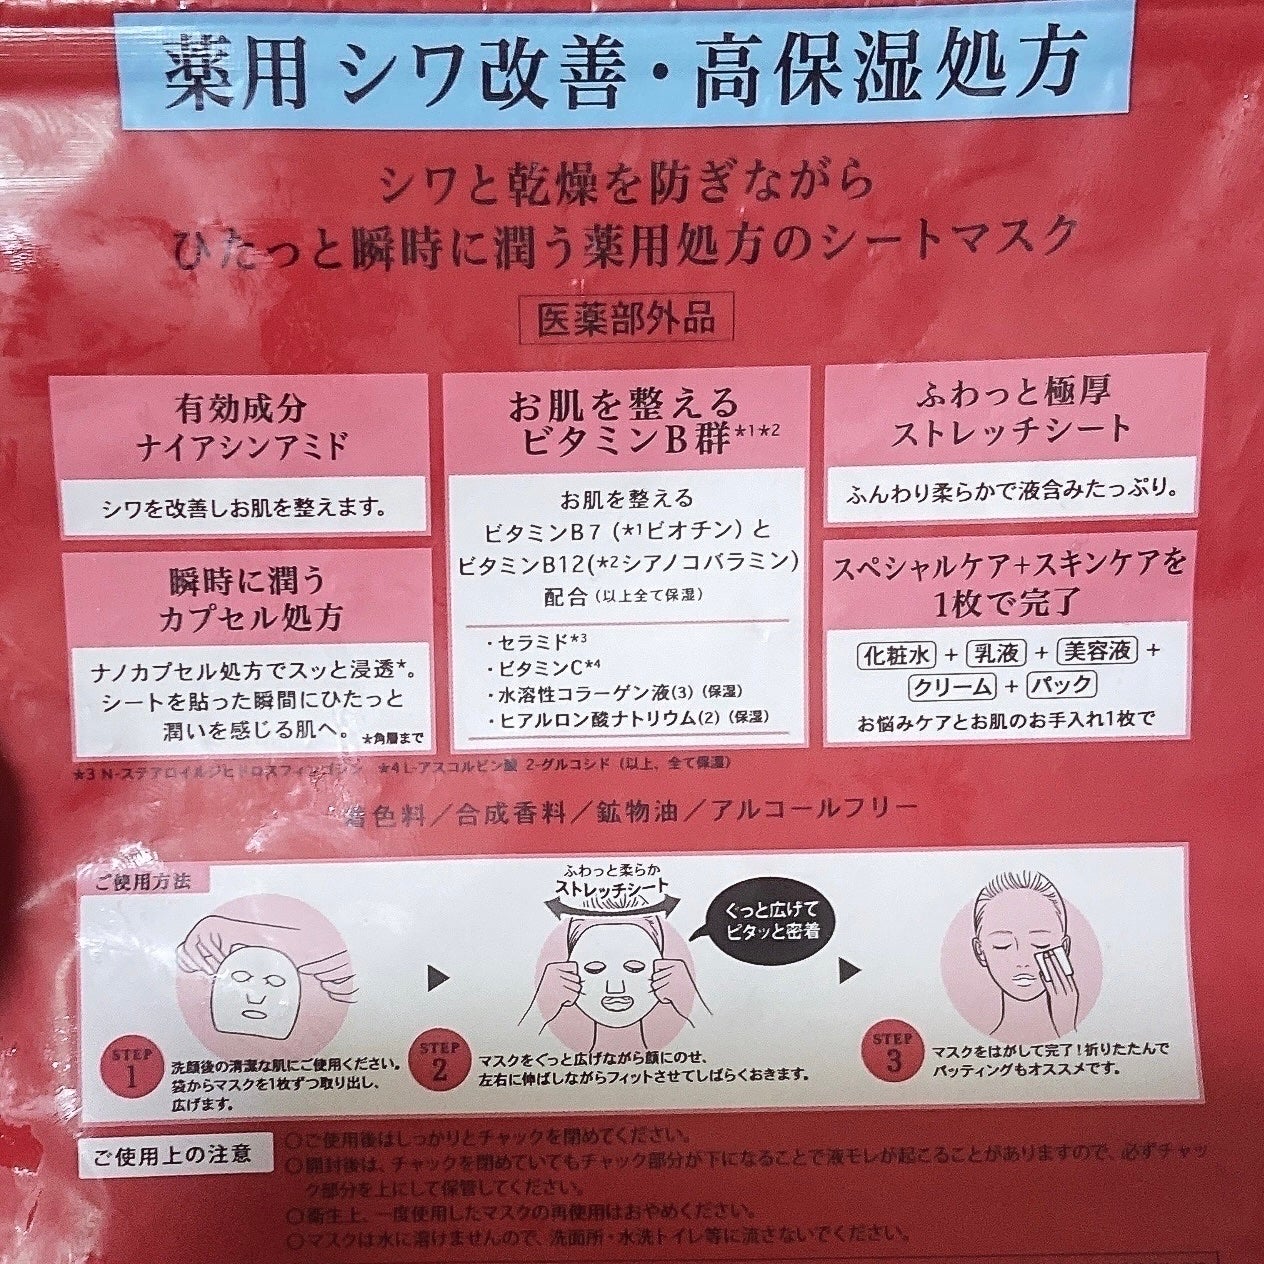 薬用 シワ改善・高保湿処方
シワと乾燥を防ぎながら
ひたっと瞬時に潤う薬用処方のシートマスク
医薬部外品
有効成分
ナイアシンアミド
シワを改善しお肌を整えます。
瞬時に潤う
カプセル処方
ナノカプセル処方でスッと浸透*。
シートを貼った瞬間にひたっと
潤いを感じる肌へ。 *角層まで
お肌を整える
ビタミンB群*1*2
お肌を整える
ビタミンB7 (*1ビオチン) と
ビタミンB12(*2シアノコバラミン)
配合 (以上全て保湿)
・セラミド*3
・ビタミンC*4
・水溶性コラーゲン液(3) (保湿)
・ヒアルロン酸ナトリウム(2) (保湿)
ふわっと極厚
ストレッチシート
ふんわり柔らかで液含みたっぷり。
スペシャルケア+スキンケアを
1枚で完了
化粧水 + 乳液 + 美容液 +
クリーム + パック
お悩みケアとお肌のお手入れ1枚で
*3 N-ステアロイルジヒドロスフィンゴシン *4 L-アスコルビン酸 2-グルコシド (以上、全て保湿)
着色料／合成香料／鉱物油／アルコールフリー
ご使用方法
STEP
1
洗顔後の清潔な肌にご使用ください。
袋からマスクを1枚ずつ取り出し、
広げます。
ふわっと柔らか
ストレッチシート
ぐっと広げて
ピタッと密着
STEP
2
マスクをぐっと広げながら顔にのせ、
左右に伸ばしながらフィットさせてしばらくおきます。
STEP
3
マスクをはがして完了！折りたたんで
パッティングもオススメです。
ご使用上の注意
○ご使用後はしっかりとチャックを閉めてください。
○開封後は、チャックを閉めていてもチャック部分が下になることで液モレが起こることがありますので、必ずチャッ
ク部分を上にして保管してください。
○衛生上、一度使用したマスクの再使用はおやめください。
○マスクは水に溶けませんので、洗面所・水洗トイレ等に流さないでください。